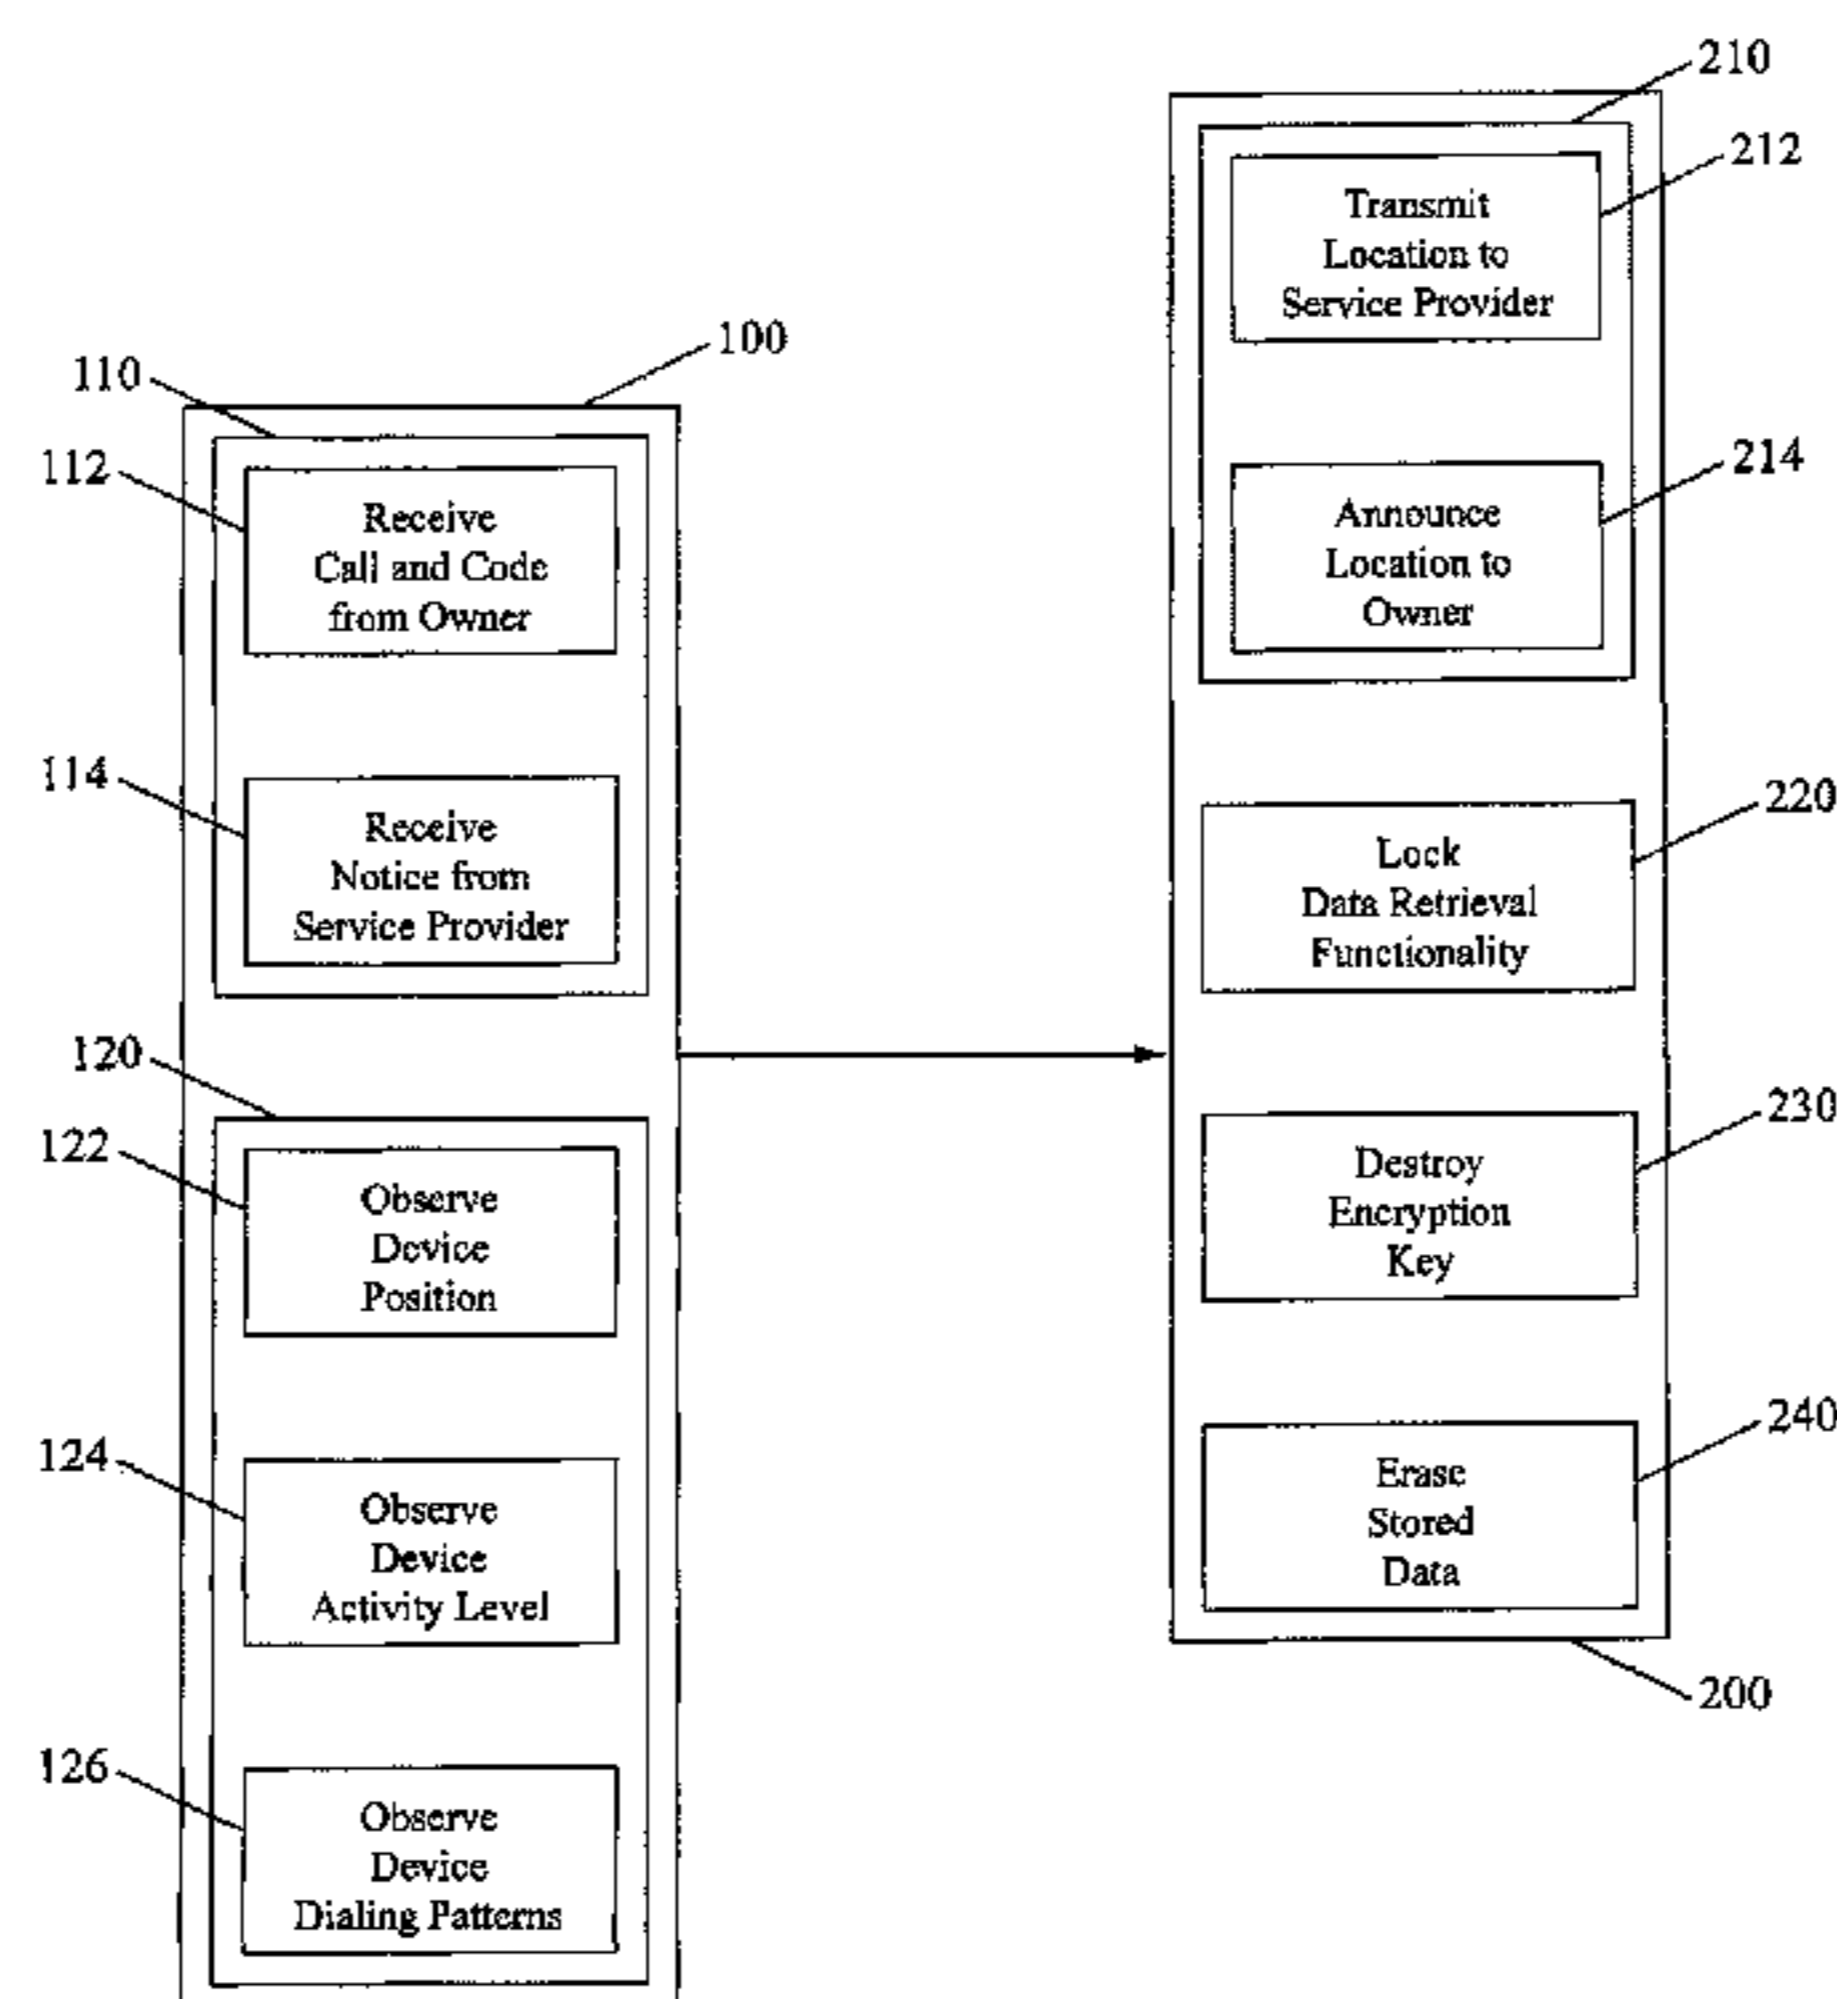 100
110
112
Receive
Call and Code
from Owner
114
Receive
Notice from
Service Provider
120
122
Observe
Device
Position
124
Observe
Device
Activity Level
126
Observe
Device
Dialing Patterns
210
212
Transmit
Location to
Service Provider
214
Announce
Location to
Owner
220
Lock
Data Retrieval
Functionality
230
Destroy
Encryption
Key
240
Erase
Stored
Data
200